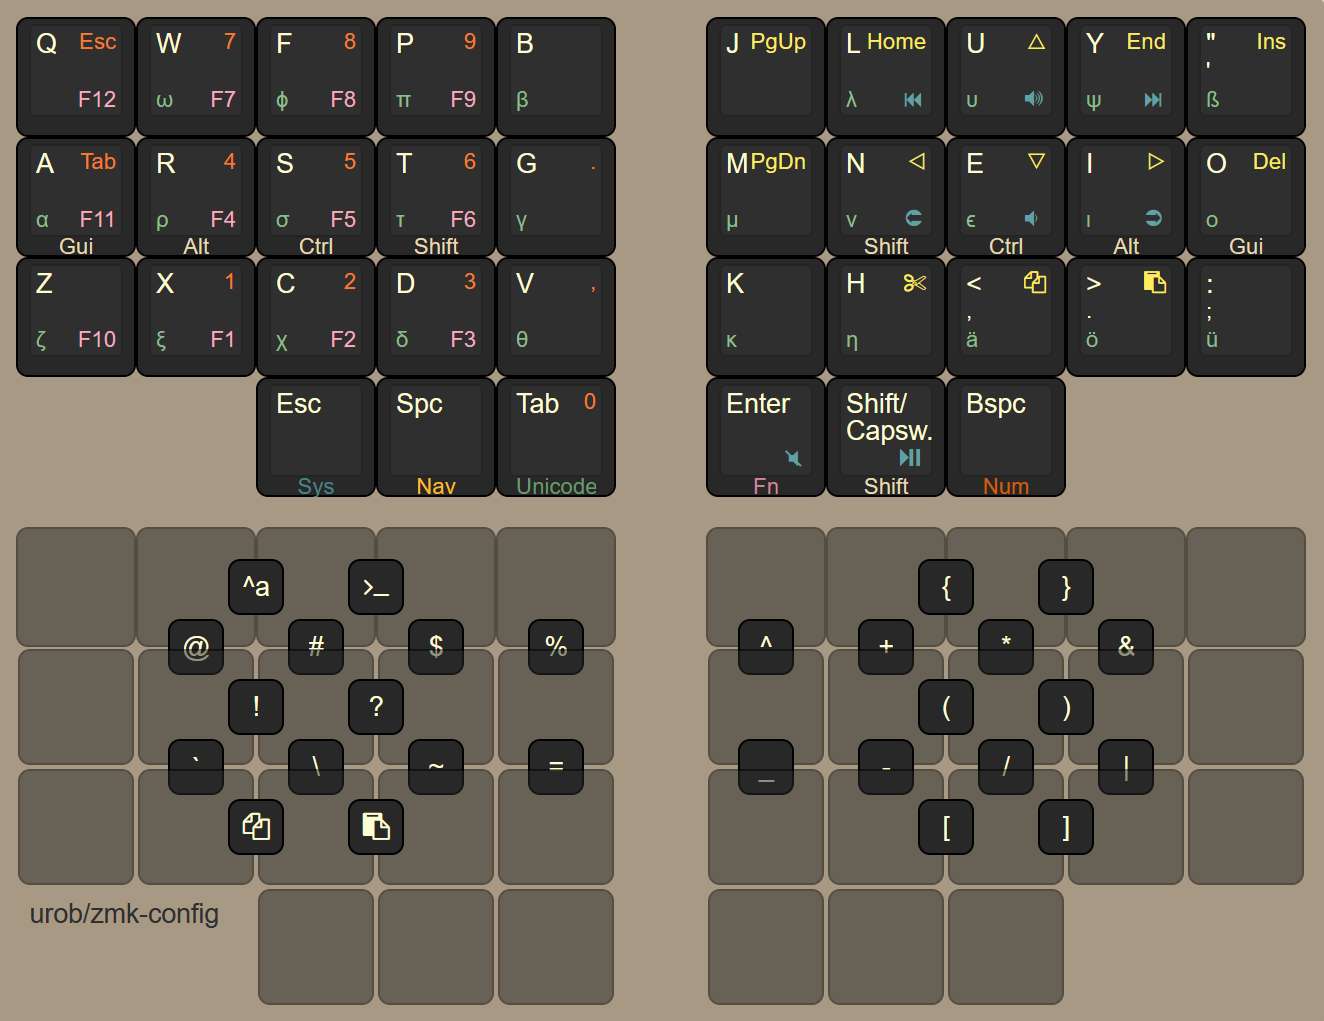 Q Esc W 7 F 8 P 9 B J PgUp L Home U △ Y End " Ins
'
F12 ω F7 ϕ F8 π F9 β λ υ ψ ß
A Tab R 4 S 5 T 6 G . M PgDn N ◁ E ▽ I ▷ O Del
α F11 ρ F4 σ F5 τ F6 γ μ ν ϵ ι ο
Gui Alt Ctrl Shift Shift Ctrl Alt Gui
Z X 1 C 2 D 3 V , K H < > :
, . ;
ζ F10 ξ F1 χ F2 δ F3 θ κ η ä ö ü
Esc Spc Tab 0 Enter Shift/ Bspc
Capsw.
Sys Nav Unicode Fn Shift Num
^a >_ { }
@ # $ % ^ + * &
! ? ( )
` \ ~ = _ - / |
[ ]
urob/zmk-config